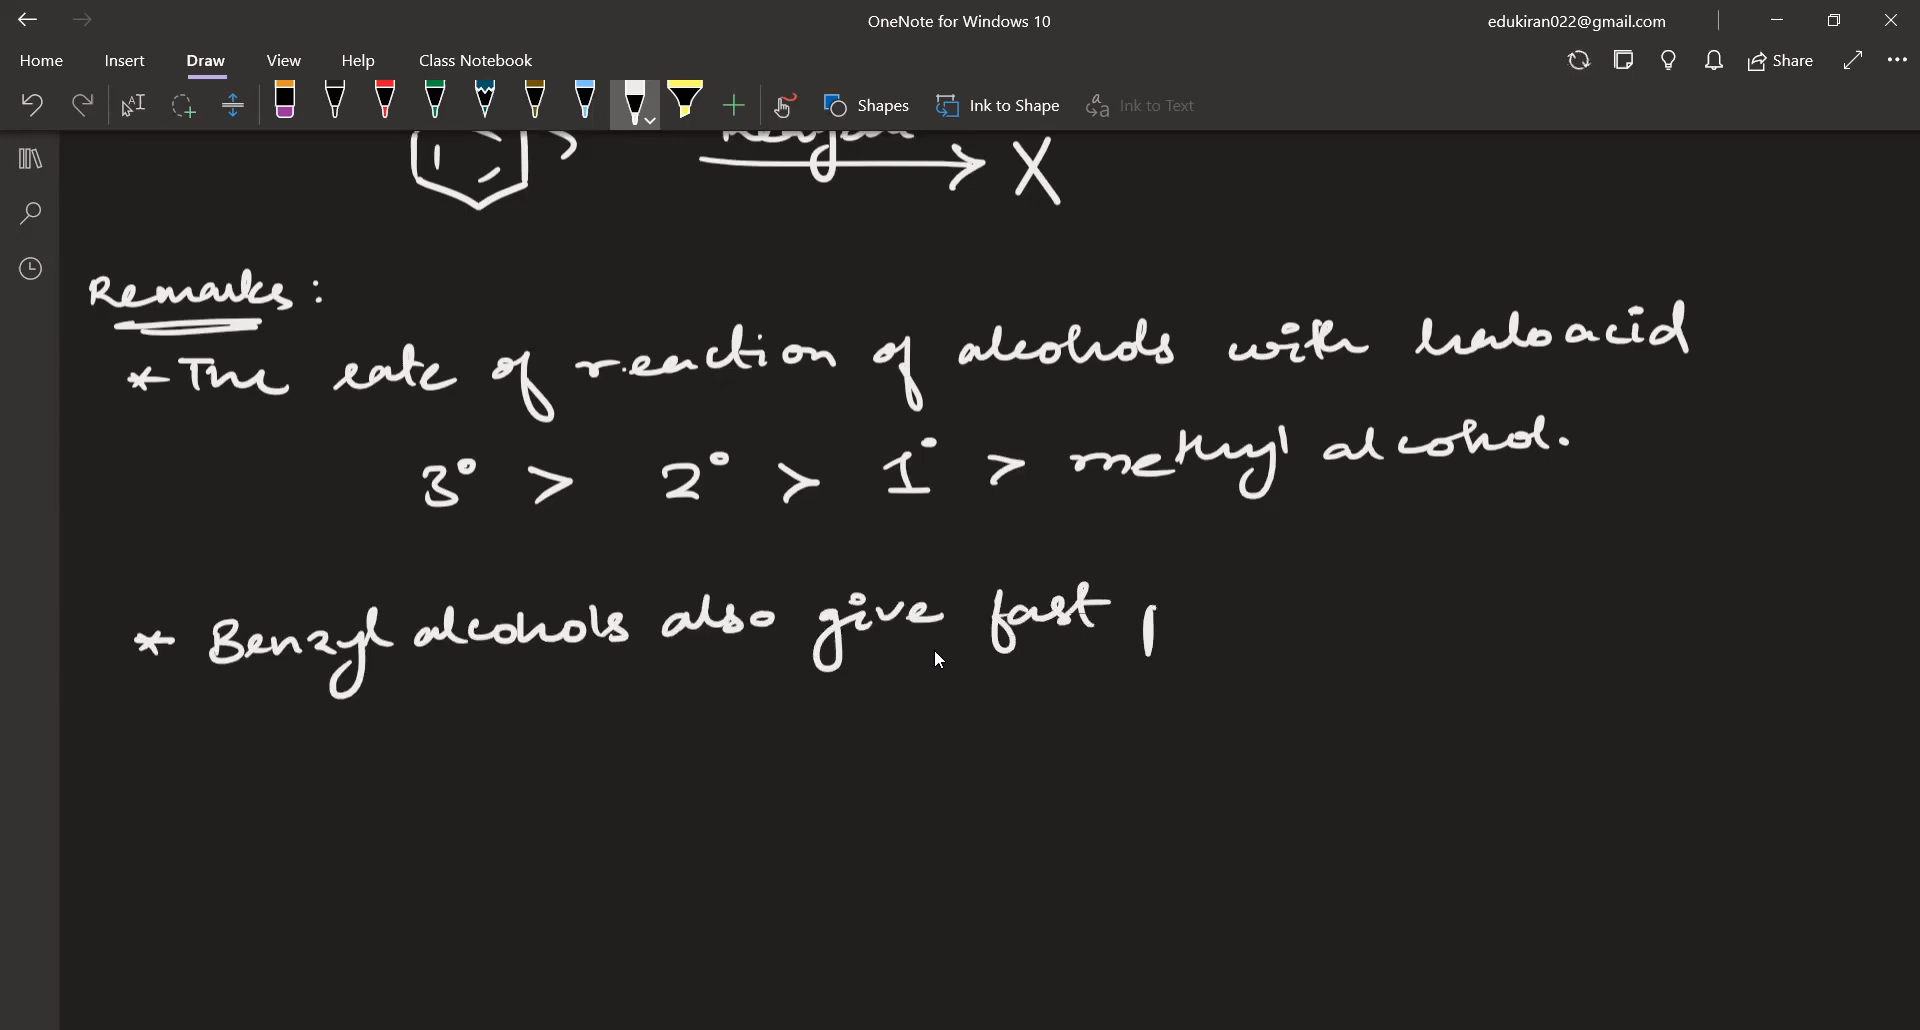 OneNote for Windows 10
edukiran022@gmail.com
Home Insert Draw View Help Class Notebook
Share
Shapes Ink to Shape Ink to Text
X
Remarks :
* The rate of reaction of alcohols with halo acid
3° > 2° > 1° > methyl alcohol.
* Benzyl alcohols also give fast